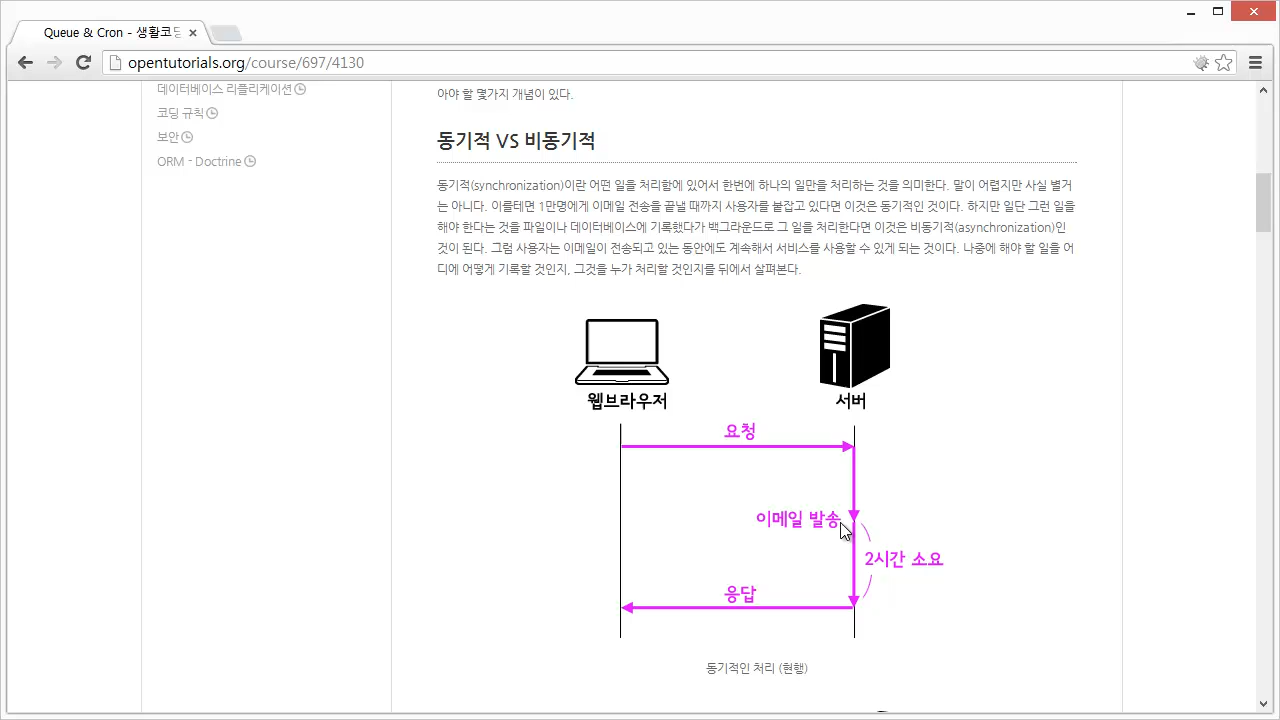 Queue & Cron - 생활코딩
opentutorials.org/course/697/4130
데이터베이스 리플리케이션
코딩 규칙
보안
ORM - Doctrine
아야 할 몇가지 개념이 있다.
동기적 VS 비동기적
동기적(synchronization)이란 어떤 일을 처리함에 있어서 한번에 하나의 일만을 처리하는 것을 의미한다. 말이 어렵지만 사실 별거
는 아니다. 이를테면 1만명에게 이메일 전송을 끝낼 때까지 사용자를 붙잡고 있다면 이것은 동기적인 것이다. 하지만 일단 그런 일을
해야 한다는 것을 파일이나 데이터베이스에 기록했다가 백그라운드로 그 일을 처리한다면 이것은 비동기적(asynchronization)인
것이 된다. 그럼 사용자는 이메일이 전송되고 있는 동안에도 계속해서 서비스를 사용할 수 있게 되는 것이다. 나중에 해야 할 일을 어
디에 어떻게 기록할 것인지, 그것을 누가 처리할 것인지를 뒤에서 살펴본다.
웹브라우저
서버
요청
이메일 발송
2시간 소요
응답
동기적인 처리 (현행)